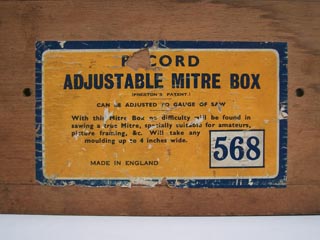 RECORD
ADJUSTABLE MITRE BOX
(PRESTON'S PATENT.)
CAN BE ADJUSTED TO GAUGE OF SAW
With this Mitre Box no difficulty will be found in
sawing a true Mitre, specially suitable for amateurs,
picture framing, &c. Will take any
moulding up to 4 inches wide.
568
MADE IN ENGLAND